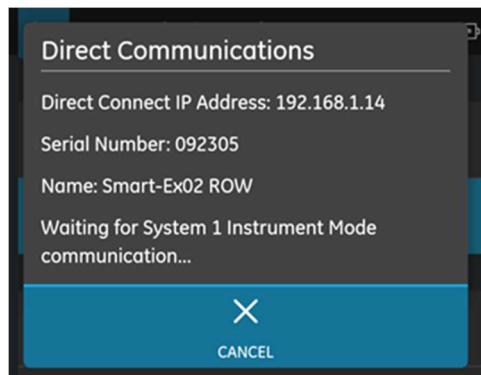 Direct Communications
Direct Connect IP Address: 192.168.1.14
Serial Number: 092305
Name: Smart-Ex02 ROW
Waiting for System 1 Instrument Mode
communication...
CANCEL